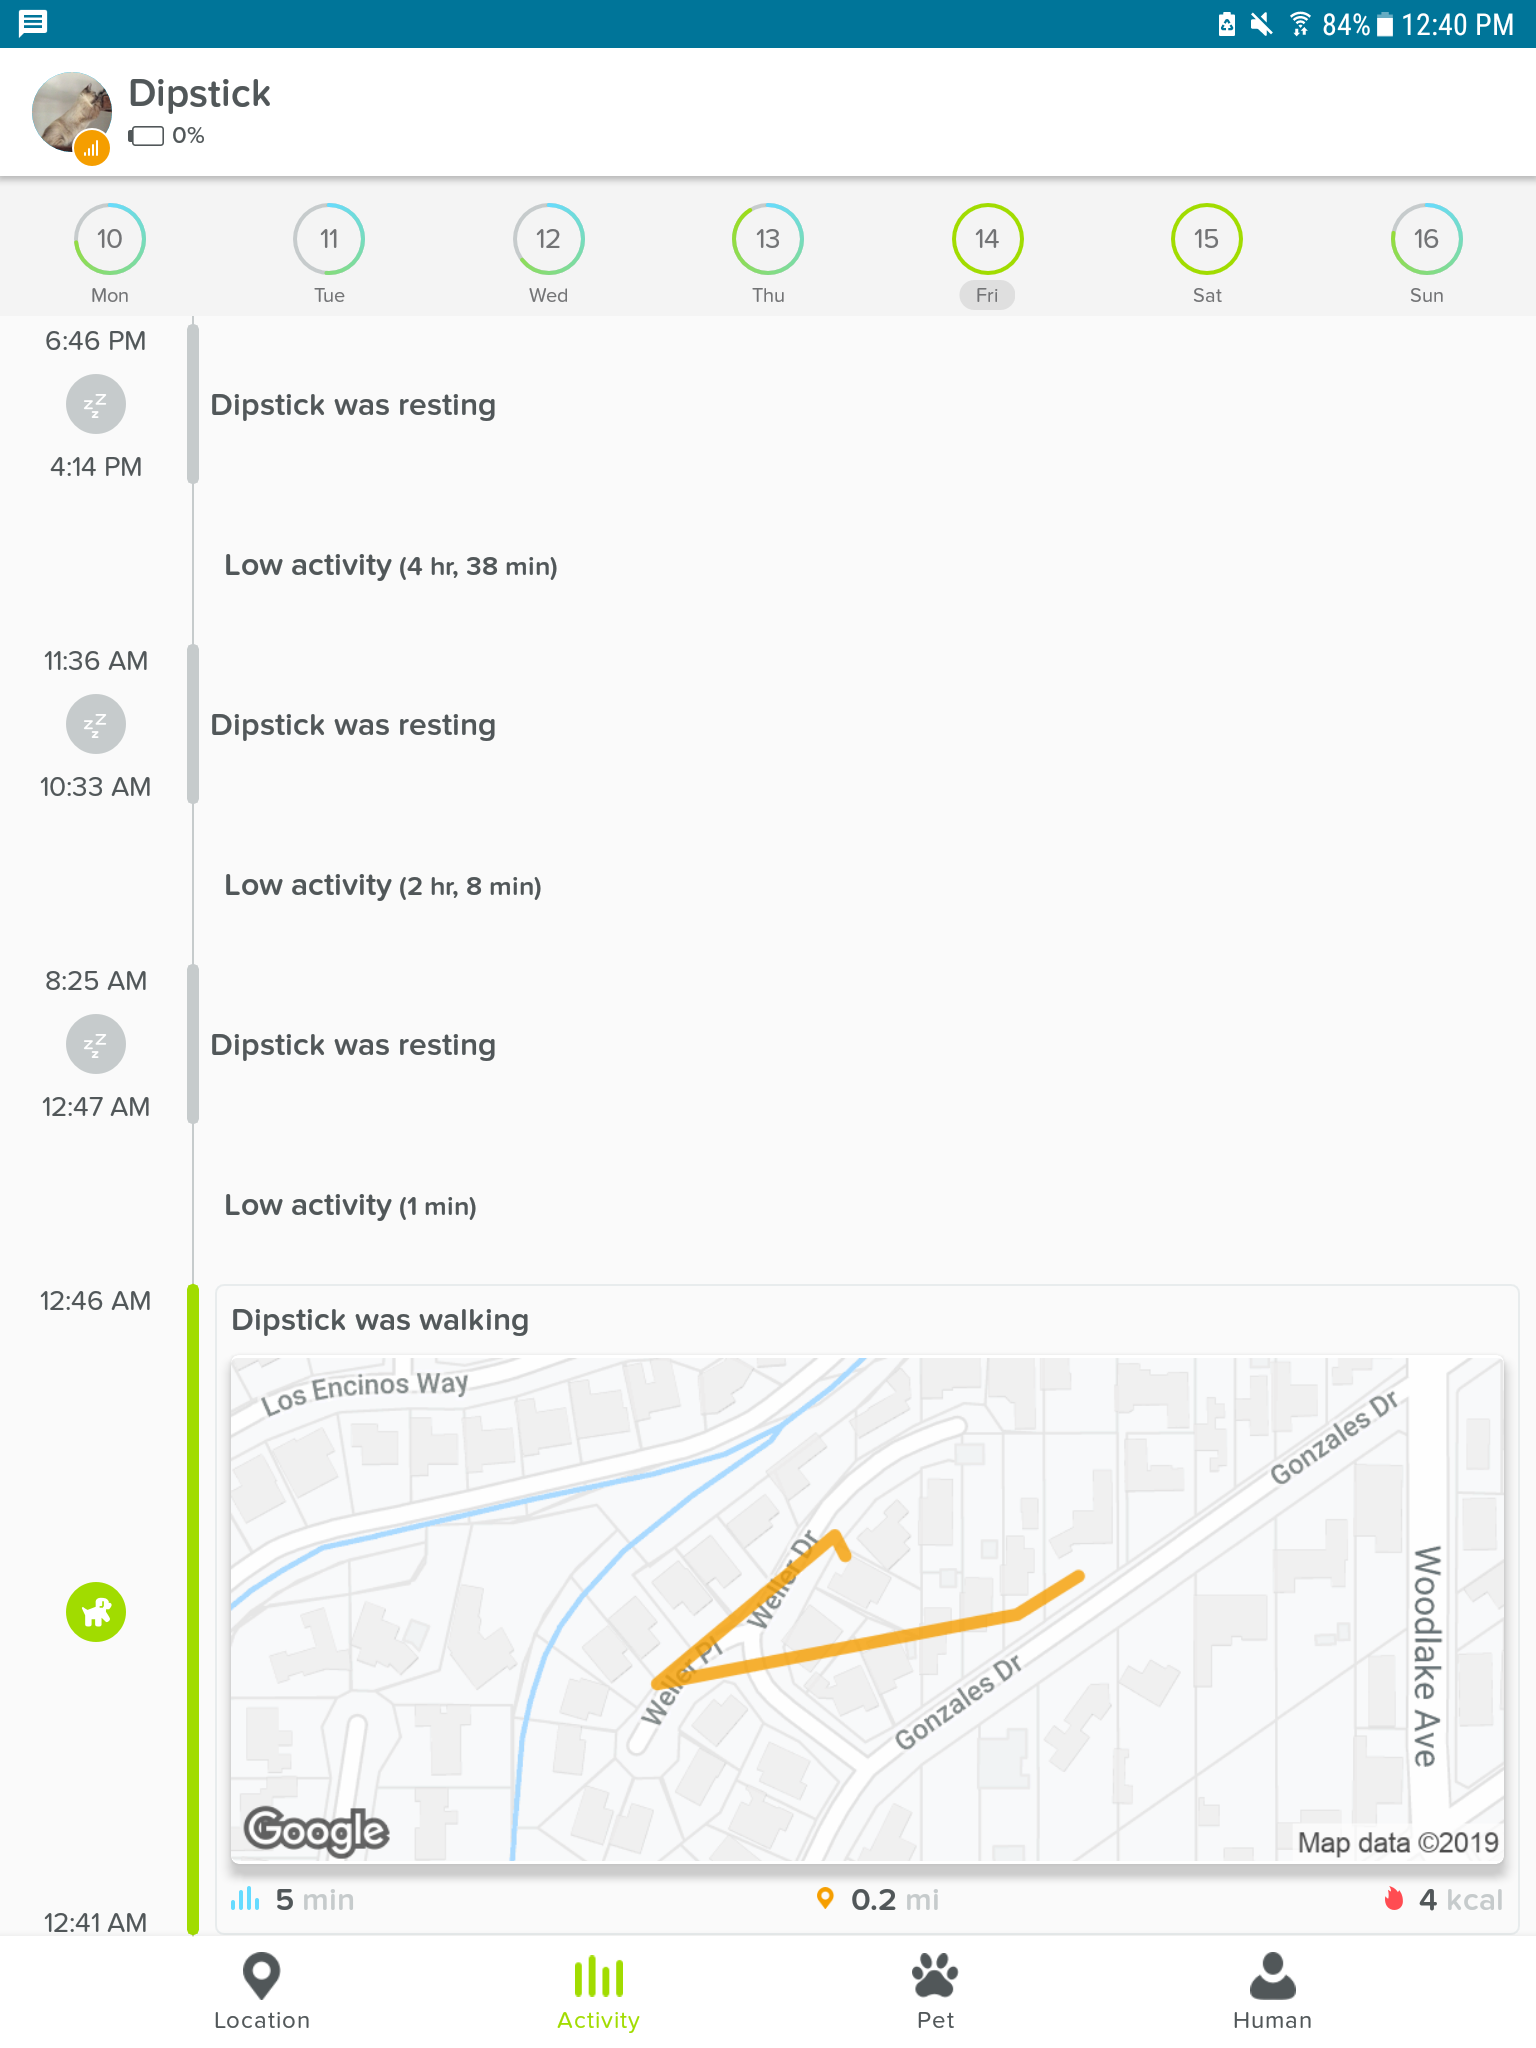 84% 12:40 PM
Dipstick
0%
10 11 12 13 14 15 16
Mon Tue Wed Thu Fri Sat Sun
6:46 PM
zzz
Dipstick was resting
4:14 PM
Low activity (4 hr, 38 min)
11:36 AM
zzz
Dipstick was resting
10:33 AM
Low activity (2 hr, 8 min)
8:25 AM
zzz
Dipstick was resting
12:47 AM
Low activity (1 min)
12:46 AM
Dipstick was walking
Los Encinos Way
Gonzales Dr
Weller Dr
Woodlake Ave
Weller Pl
Gonzales Dr
Google
Map data ©2019
5 min 0.2 mi 4 kcal
12:41 AM
Location Activity Pet Human